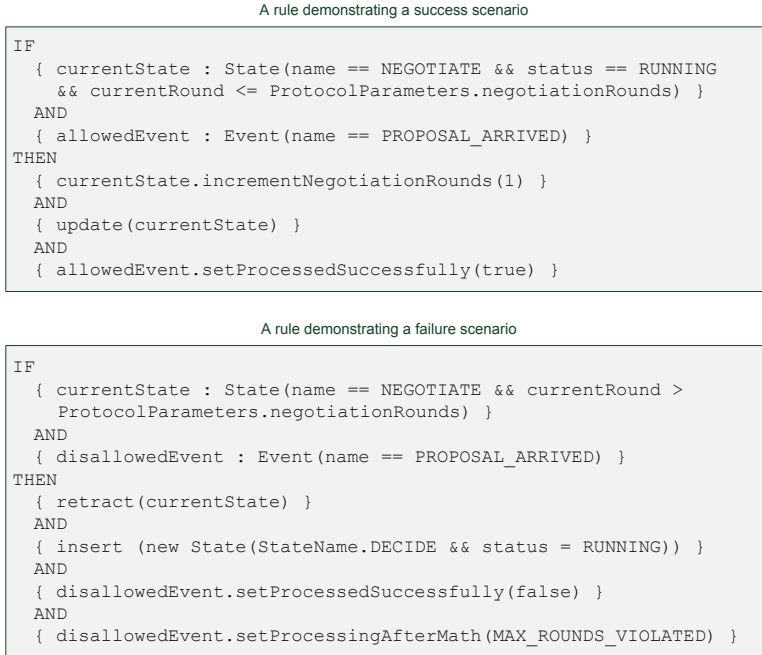 A rule demonstrating a success scenario
IF
{ currentState : State(name == NEGOTIATE && status == RUNNING
&& currentRound <= ProtocolParameters.negotiationRounds) }
AND
{ allowedEvent : Event(name == PROPOSAL_ARRIVED) }
THEN
{ currentState.incrementNegotiationRounds(1) }
AND
{ update(currentState) }
AND
{ allowedEvent.setProcessedSuccessfully(true) }
A rule demonstrating a failure scenario
IF
{ currentState : State(name == NEGOTIATE && currentRound >
ProtocolParameters.negotiationRounds) }
AND
{ disallowedEvent : Event(name == PROPOSAL_ARRIVED) }
THEN
{ retract(currentState) }
AND
{ insert (new State(StateName.DECIDE && status = RUNNING)) }
AND
{ disallowedEvent.setProcessedSuccessfully(false) }
AND
{ disallowedEvent.setProcessingAfterMath(MAX_ROUNDS_VIOLATED) }